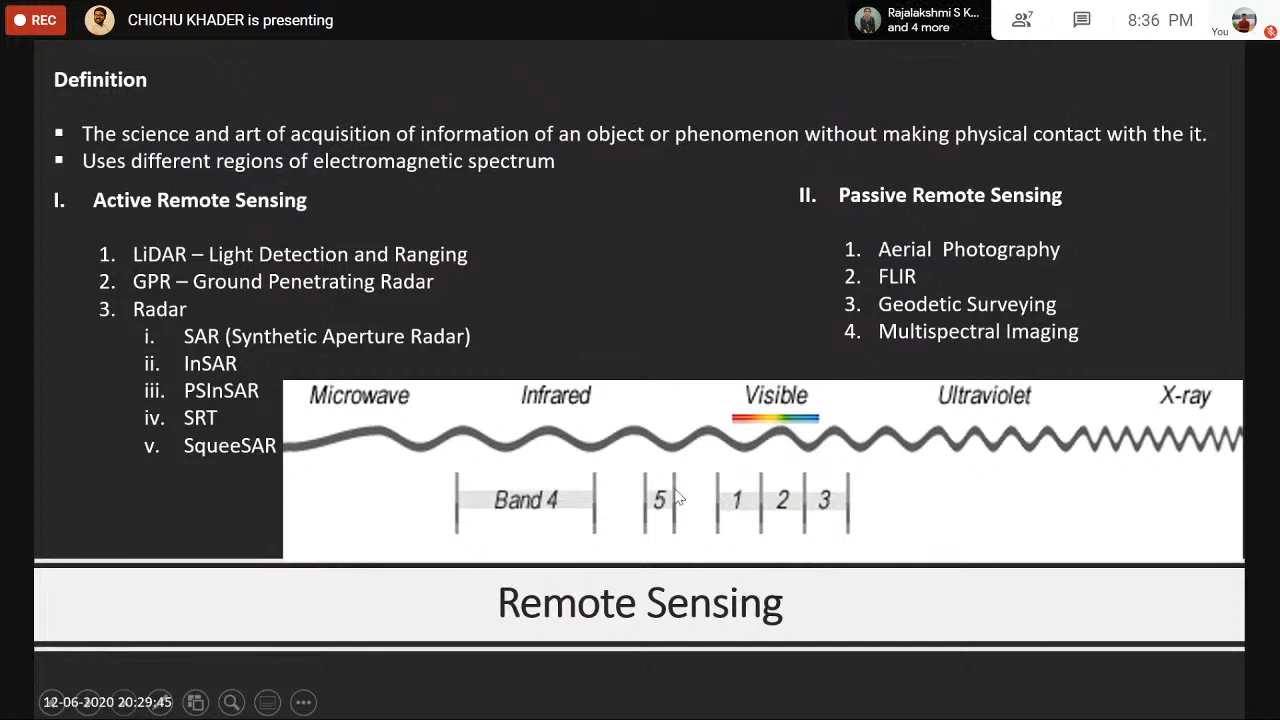 REC
CHICHU KHADER is presenting
Rajalakshmi S K...
and 4 more
7
8:36 PM
You
Definition
▪ The science and art of acquisition of information of an object or phenomenon without making physical contact with the it.
▪ Uses different regions of electromagnetic spectrum
I. Active Remote Sensing
1. LiDAR – Light Detection and Ranging
2. GPR – Ground Penetrating Radar
3. Radar
i. SAR (Synthetic Aperture Radar)
ii. InSAR
iii. PSInSAR
iv. SRT
v. SqueeSAR
II. Passive Remote Sensing
1. Aerial Photography
2. FLIR
3. Geodetic Surveying
4. Multispectral Imaging
Microwave Infrared Visible Ultraviolet X-ray
Band 4 5 1 2 3
Remote Sensing
12-06-2020 20:29:45